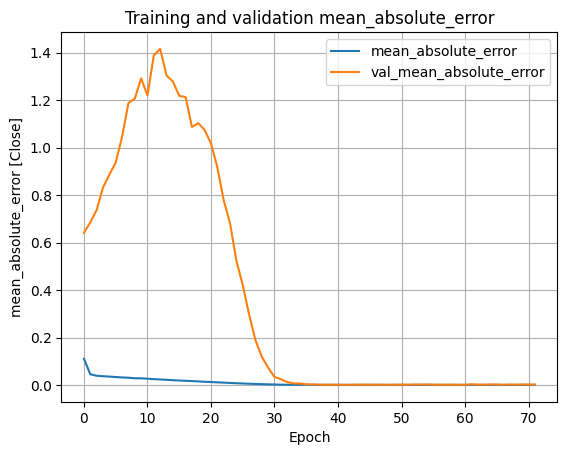 Training and validation mean_absolute_error
mean_absolute_error
val_mean_absolute_error
mean_absolute_error [Close]
1.4
1.2
1.0
0.8
0.6
0.4
0.2
0.0
0 10 20 30 40 50 60 70
Epoch